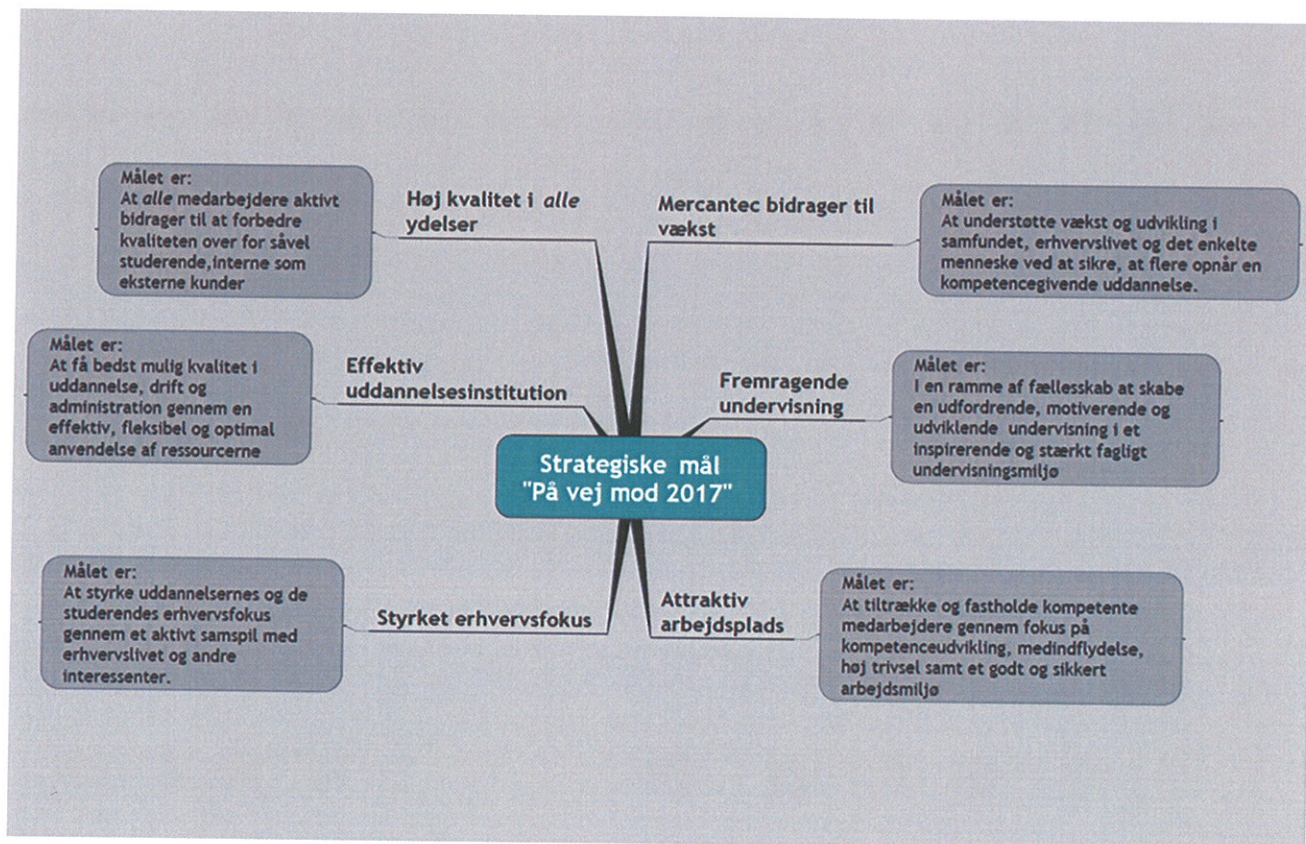 Strategiske mål
"På vej mod 2017"
Mercantec bidrager til
vækst
Målet er:
At understøtte vækst og udvikling i
samfundet, erhvervslivet og det enkelte
menneske ved at sikre, at flere opnår en
kompetencegivende uddannelse.
Fremragende
undervisning
Målet er:
I en ramme af fællesskab at skabe
en udfordrende, motiverende og
udviklende undervisning i et
inspirerende og stærkt fagligt
undervisningsmiljø
Attraktiv
arbejdsplads
Målet er:
At tiltrække og fastholde kompetente
medarbejdere gennem fokus på
kompetenceudvikling, medindflydelse,
høj trivsel samt et godt og sikkert
arbejdsmiljø
Høj kvalitet i alle
ydelser
Målet er:
At alle medarbejdere aktivt
bidrager til at forbedre
kvaliteten over for såvel
studerende,interne som
eksterne kunder
Effektiv
uddannelsesinstitution
Målet er:
At få bedst mulig kvalitet i
uddannelse, drift og
administration gennem en
effektiv, fleksibel og optimal
anvendelse af ressourcerne
Styrket erhvervsfokus
Målet er:
At styrke uddannelsernes og de
studerendes erhvervsfokus
gennem et aktivt samspil med
erhvervslivet og andre
interessenter.